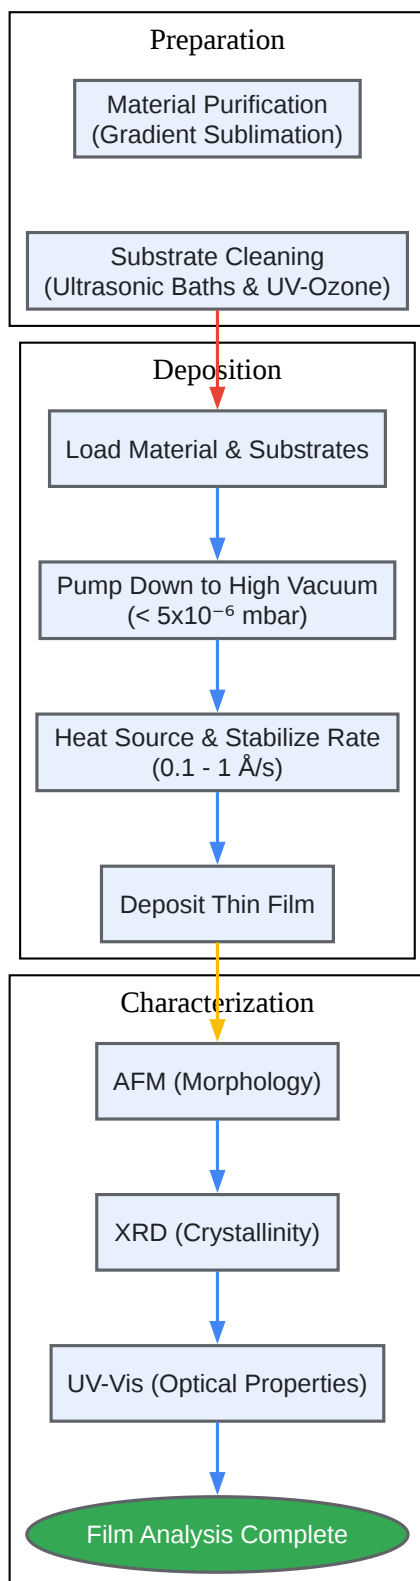 Preparation
Material Purification
(Gradient Sublimation)
Substrate Cleaning
(Ultrasonic Baths & UV-Ozone)
Deposition
Load Material & Substrates
Pump Down to High Vacuum
(< 5x10⁻⁶ mbar)
Heat Source & Stabilize Rate
(0.1 - 1 Å/s)
Deposit Thin Film
Characterization
AFM (Morphology)
XRD (Crystallinity)
UV-Vis (Optical Properties)
Film Analysis Complete